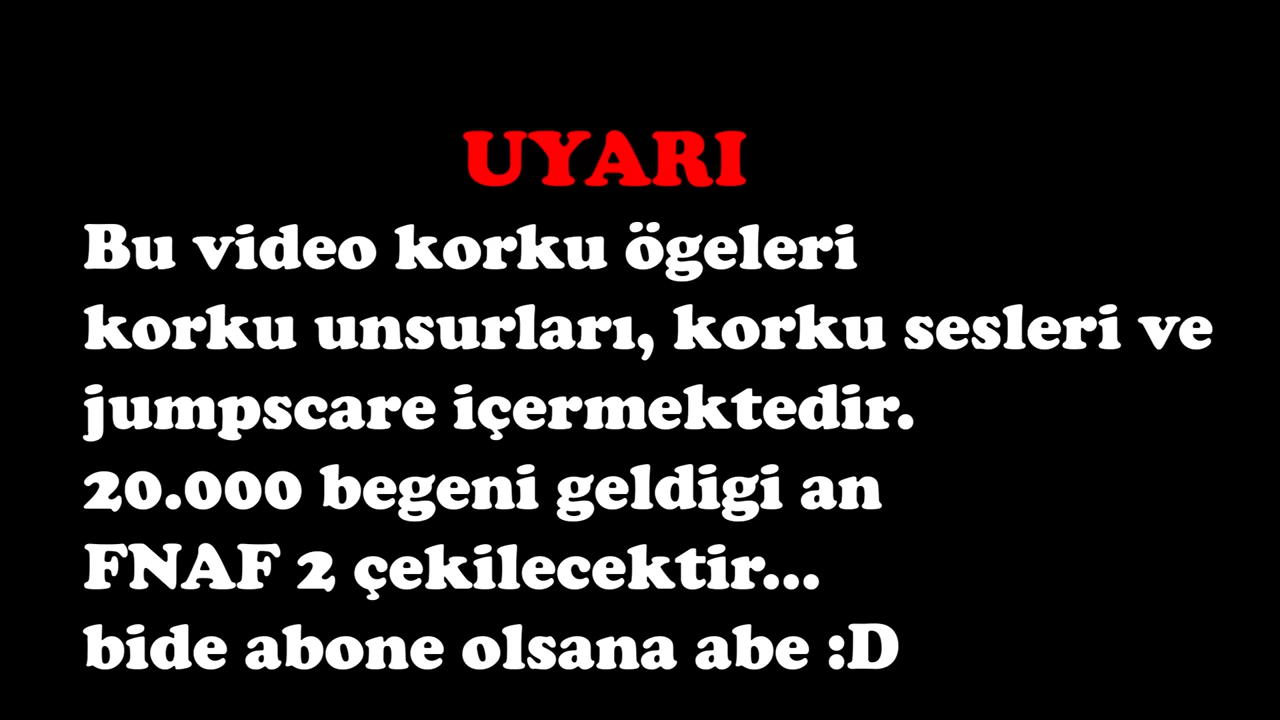 UYARI
Bu video korku ögeleri
korku unsurları, korku sesleri ve
jumpscare içermektedir.
20.000 begeni geldigi an
FNAF 2 çekilecektir...
bide abone olsana abe :D